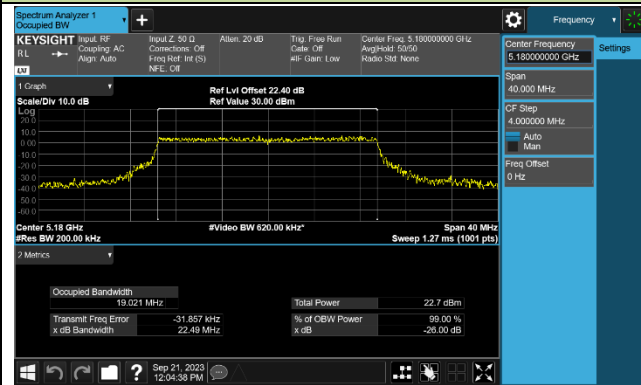 Spectrum Analyzer 1
Occupied BW
Frequency
KEYSIGHT
Input: RF
Coupling: AC
Align: Auto
Input Z: 50 Ω
Corrections: Off
Freq Ref: Int (S)
NFE: Off
Atten: 20 dB
Trig: Free Run
Gate: Off
#IF Gain: Low
Center Freq: 5.180000000 GHz
Avg|Hold: 50/50
Radio Std: None
RL
LXI
Center Frequency
5.180000000 GHz
Settings
Span
40.000 MHz
CF Step
4.000000 MHz
Auto
Man
Freq Offset
0 Hz
1 Graph
Scale/Div 10.0 dB
Ref Lvl Offset 22.40 dB
Ref Value 30.00 dBm
Log
20.0
10.0
0.00
-10.0
-20.0
-30.0
-40.0
-50.0
-60.0
Center 5.18 GHz
#Video BW 620.00 kHz*
Span 40 MHz
#Res BW 200.00 kHz
Sweep 1.27 ms (1001 pts)
2 Metrics
Occupied Bandwidth
19.021 MHz
Total Power
22.7 dBm
Transmit Freq Error
-31.857 kHz
% of OBW Power
99.00 %
x dB Bandwidth
22.49 MHz
x dB
-26.00 dB
Sep 21, 2023
12:04:38 PM